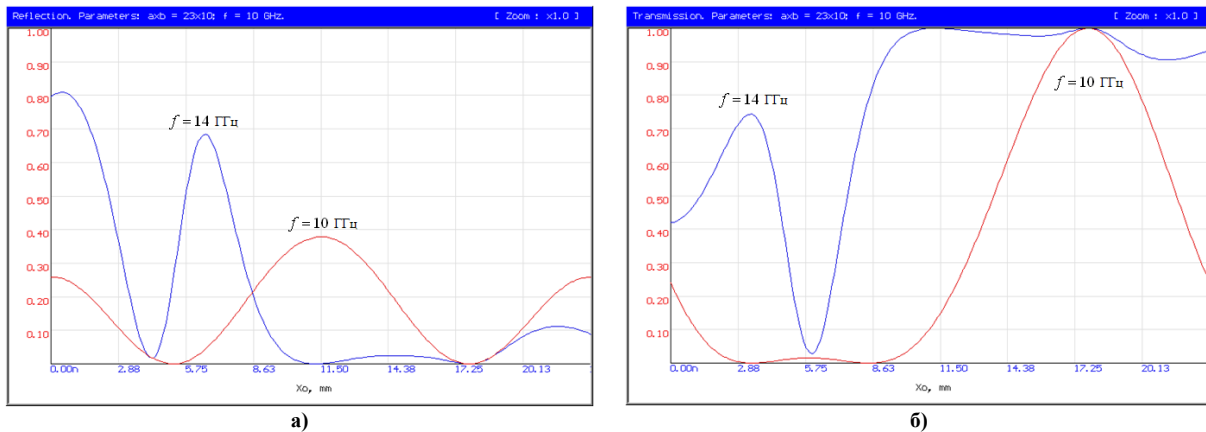 Reflection. Parameters: axb = 23x10; f = 10 GHz. [ Zoom : x1.0 ]
1.00
0.90
0.80
0.70
0.60
0.50
0.40
0.30
0.20
0.10
f = 14 ГГц
f = 10 ГГц
0.00n 2.88 5.75 8.63 11.50 14.38 17.25 20.13
Xo, mm
а)
Transmission. Parameters: axb = 23x10; f = 10 GHz. [ Zoom : x1.0 ]
1.00
0.90
0.80
0.70
0.60
0.50
0.40
0.30
0.20
0.10
f = 14 ГГц
f = 10 ГГц
0.00n 2.88 5.75 8.63 11.50 14.38 17.25 20.13
Xo, mm
б)